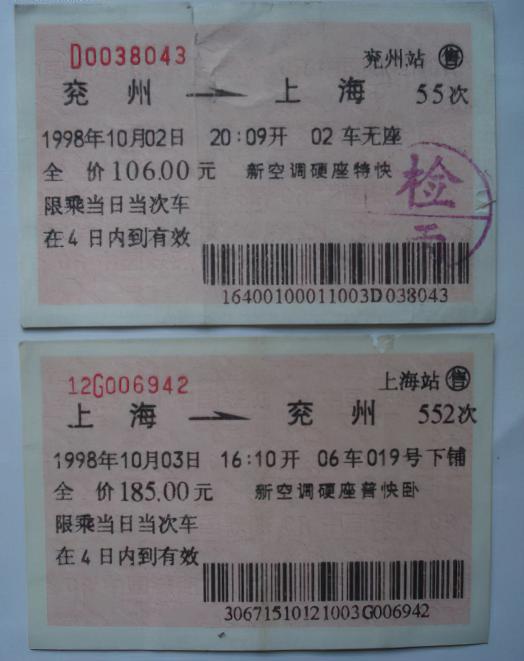 D0038043 兖州站 售
兖州 → 上海 55次
1998年10月02日 20:09开 02车无座
全价106.00元 新空调硬座特快
限乘当日当次车
在4日内到有效
检
16400100011003D038043
12G006942 上海站 售
上海 → 兖州 552次
1998年10月03日 16:10开 06车019号下铺
全价185.00元 新空调硬座普快卧
限乘当日当次车
在4日内到有效
30671510121003G006942